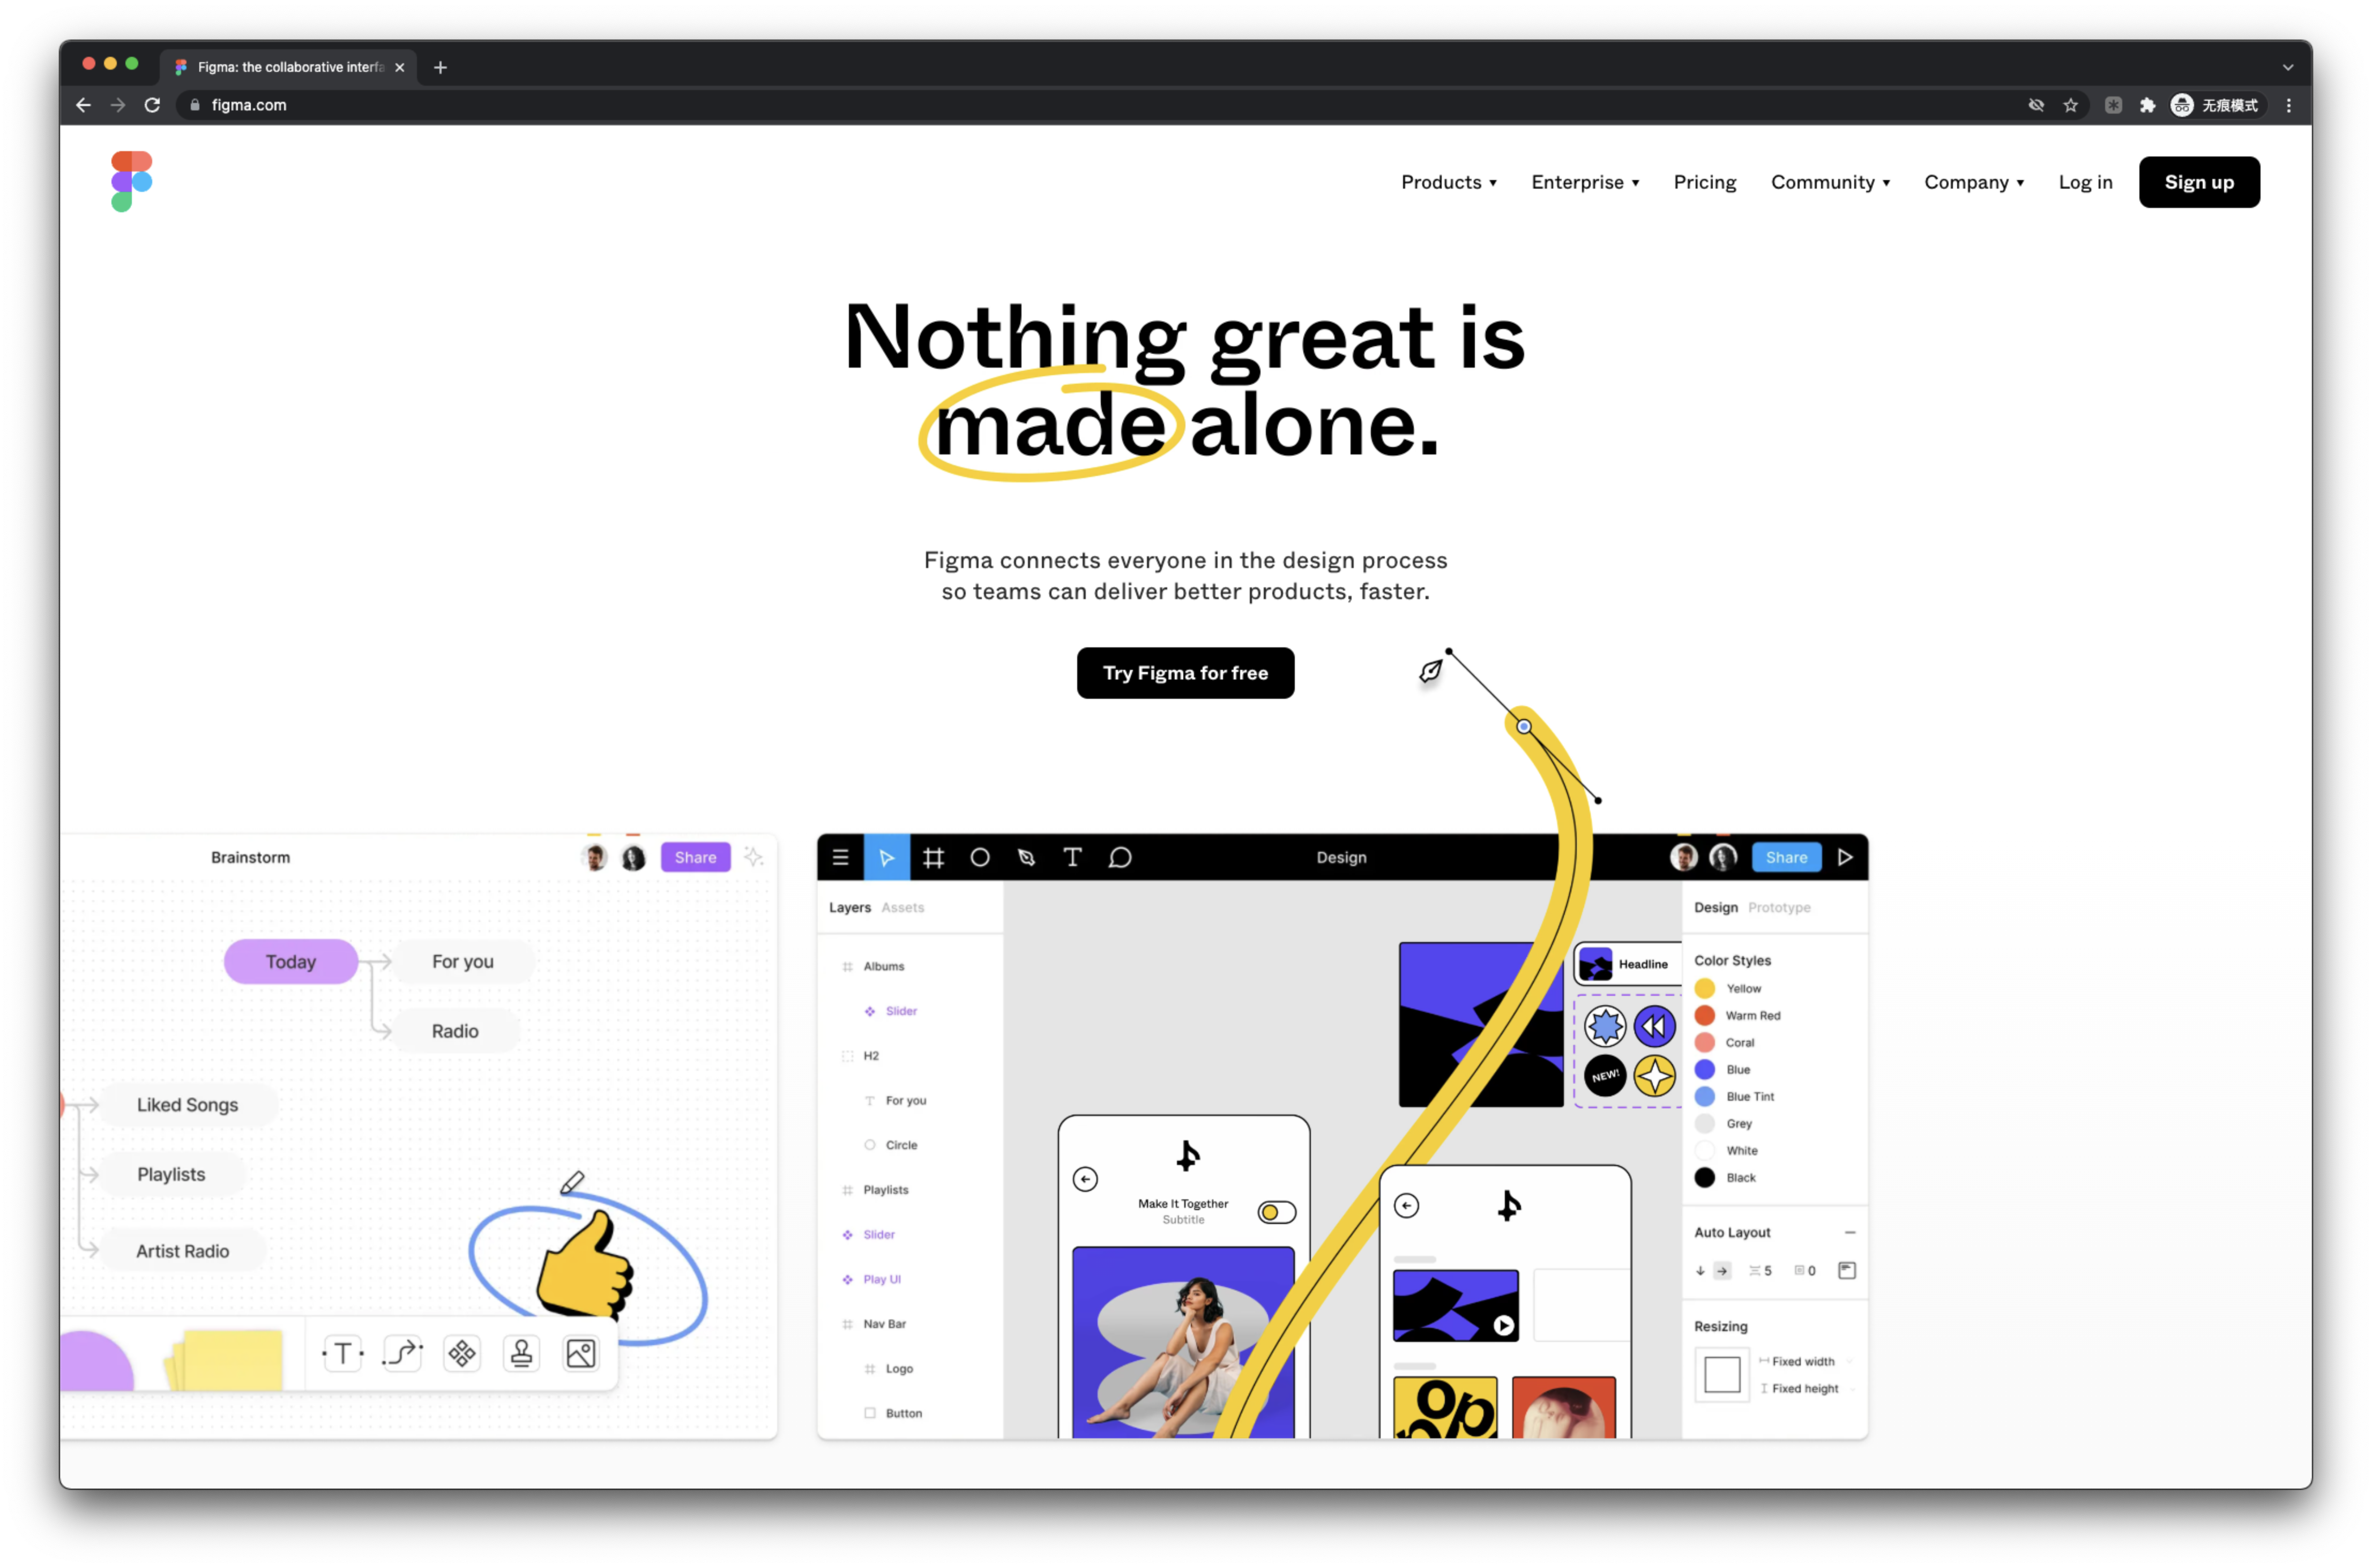 Figma: the collaborative interfa
figma.com
无痕模式
Products
Enterprise
Pricing
Community
Company
Log in
Sign up
Nothing great is
made alone.
Figma connects everyone in the design process
so teams can deliver better products, faster.
Try Figma for free
Brainstorm
Share
Today
For you
Radio
Liked Songs
Playlists
Artist Radio
T
Design
Share
Layers Assets
Albums
Slider
H2
For you
Circle
Playlists
Slider
Play UI
Nav Bar
Logo
Button
Headline
NEW!
Make It Together
Subtitle
Design Prototype
Color Styles
Yellow
Warm Red
Coral
Blue
Blue Tint
Grey
White
Black
Auto Layout
5 0
Resizing
Fixed width
Fixed height